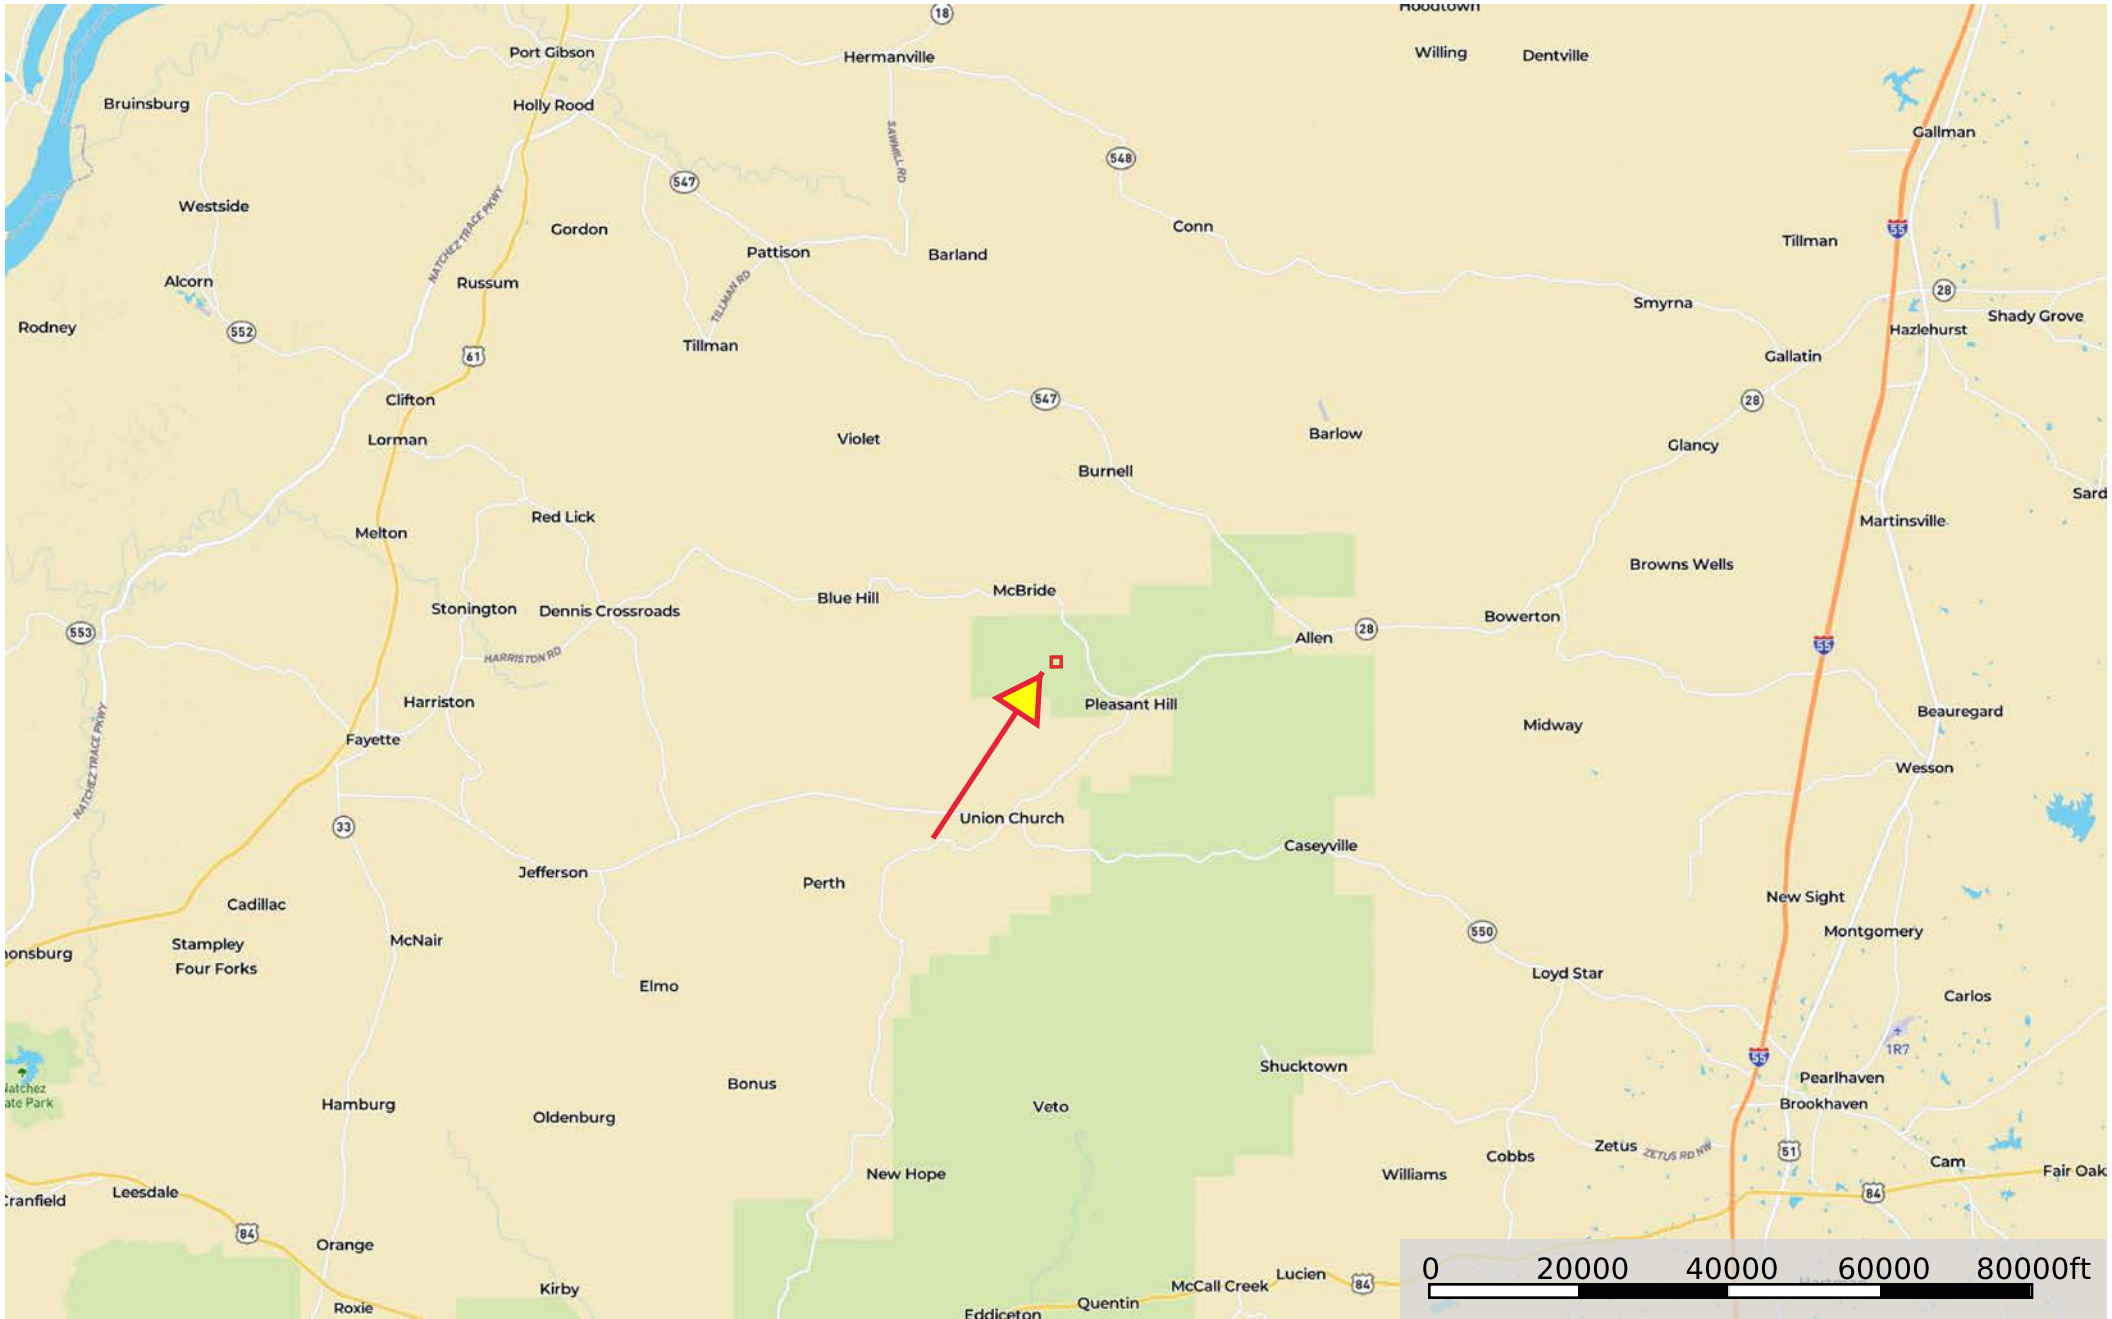 18
Hoodtown
Port Gibson
Hermanville
Willing
Dentville
Bruinsburg
Holly Rood
Gallman
SAWMILL RD
548
547
Westside
NATCHEZ TRACE PKWY
Gordon
Conn
55
Pattison
Barland
Tillman
Alcorn
Russum
TILLMAN RD
28
Smyrna
Shady Grove
Rodney
552
Hazlehurst
Tillman
61
Gallatin
Clifton
547
28
Lorman
Violet
Barlow
Glancy
Burnell
Sard
Red Lick
Martinsville
Melton
Browns Wells
McBride
Blue Hill
Stonington
Dennis Crossroads
Bowerton
553
Allen
28
55
HARRISTON RD
Harriston
Pleasant Hill
Beauregard
Midway
Fayette
NATCHEZ TRACE PKWY
Wesson
Union Church
33
Caseyville
Jefferson
Perth
New Sight
Cadillac
Stampley
McNair
550
Montgomery
onsburg
Four Forks
Loyd Star
Elmo
Carlos
1R7
55
Shucktown
Natchez
ate Park
Bonus
Pearlhaven
Hamburg
Oldenburg
Veto
Brookhaven
Zetus
ZETUS RD NW
51
Cobbs
Cam
New Hope
Williams
Fair Oak
Cranfield
Leesdale
84
84
Orange
Lucien
84
McCall Creek
Kirby
Quentin
Roxie
Eddiceton
Hartman
0 20000 40000 60000 80000ft